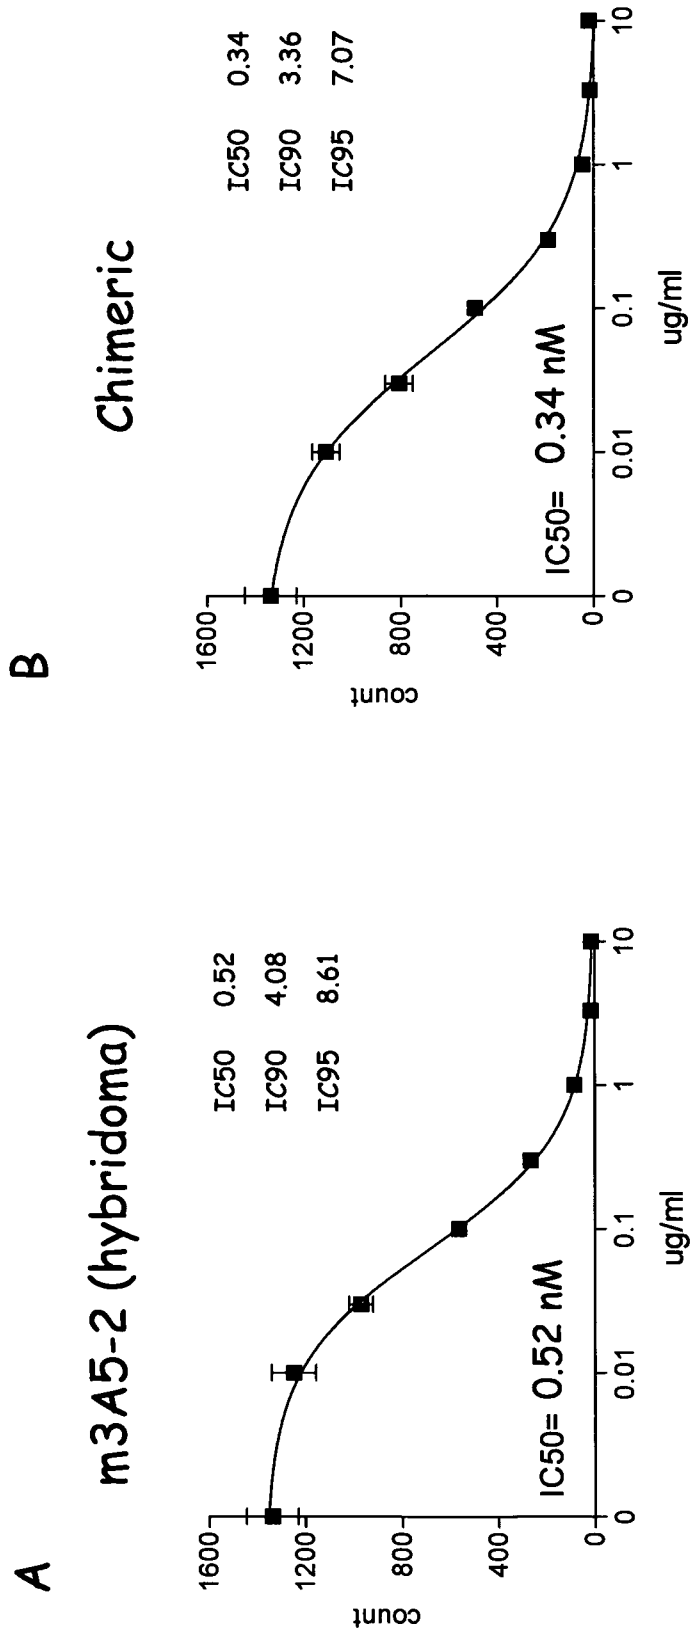 A
m3A5-2 (hybridoma)
IC50 0.52
IC90 4.08
IC95 8.61
1600
1200
800
400
0
count
IC50= 0.52 nM
0 0.01 0.1 1 10
ug/ml
B
Chimeric
IC50 0.34
IC90 3.36
IC95 7.07
1600
1200
800
400
0
count
IC50= 0.34 nM
0 0.01 0.1 1 10
ug/ml